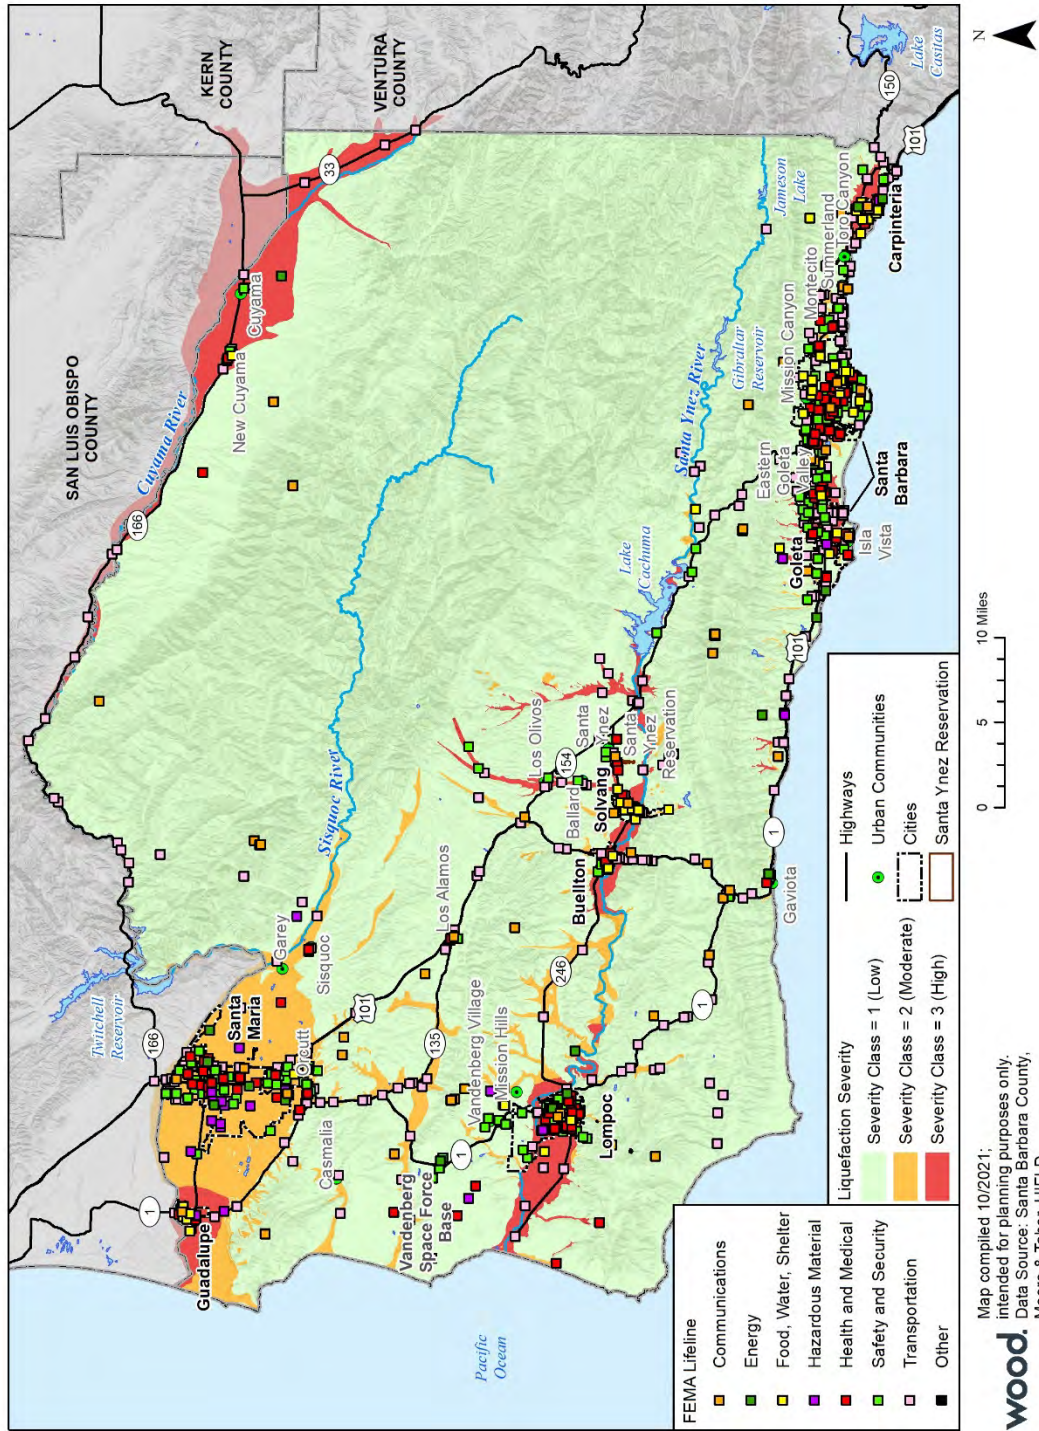 SAN LUIS OBISPO
COUNTY
KERN
COUNTY
VENTURA
COUNTY
166
Twitchell
Reservoir
166
Cuyama River
New Cuyama
Cuyama
33
1
Guadalupe
Santa
Maria
Orcutt
Garey
Sisquoc
Sisquoc River
Casmalia
101
135
Los Alamos
Vandenberg
Space Force
Base
1
Vandenberg Village
Mission Hills
Lompoc
246
Buellton
Solvang
Ballard
154
Los Olivos
Santa
Ynez
Santa
Ynez
Reservation
Lake
Cachuma
Santa Ynez River
Gibraltar
Reservoir
Jameson
Lake
Pacific
Ocean
1
1
Gaviota
101
Goleta
Isla
Vista
Eastern
Goleta
Valley
Santa
Barbara
Mission Canyon
Montecito
Summerland
Toro Canyon
Carpinteria
150
101
Lake
Casitas
N
FEMA Lifeline
Communications
Energy
Food, Water, Shelter
Hazardous Material
Health and Medical
Safety and Security
Transportation
Other
Liquefaction Severity
Severity Class = 1 (Low)
Severity Class = 2 (Moderate)
Severity Class = 3 (High)
Highways
Urban Communities
Cities
Santa Ynez Reservation
0 5 10 Miles
wood.
Map compiled 10/2021;
intended for planning purposes only.
Data Source: Santa Barbara County,